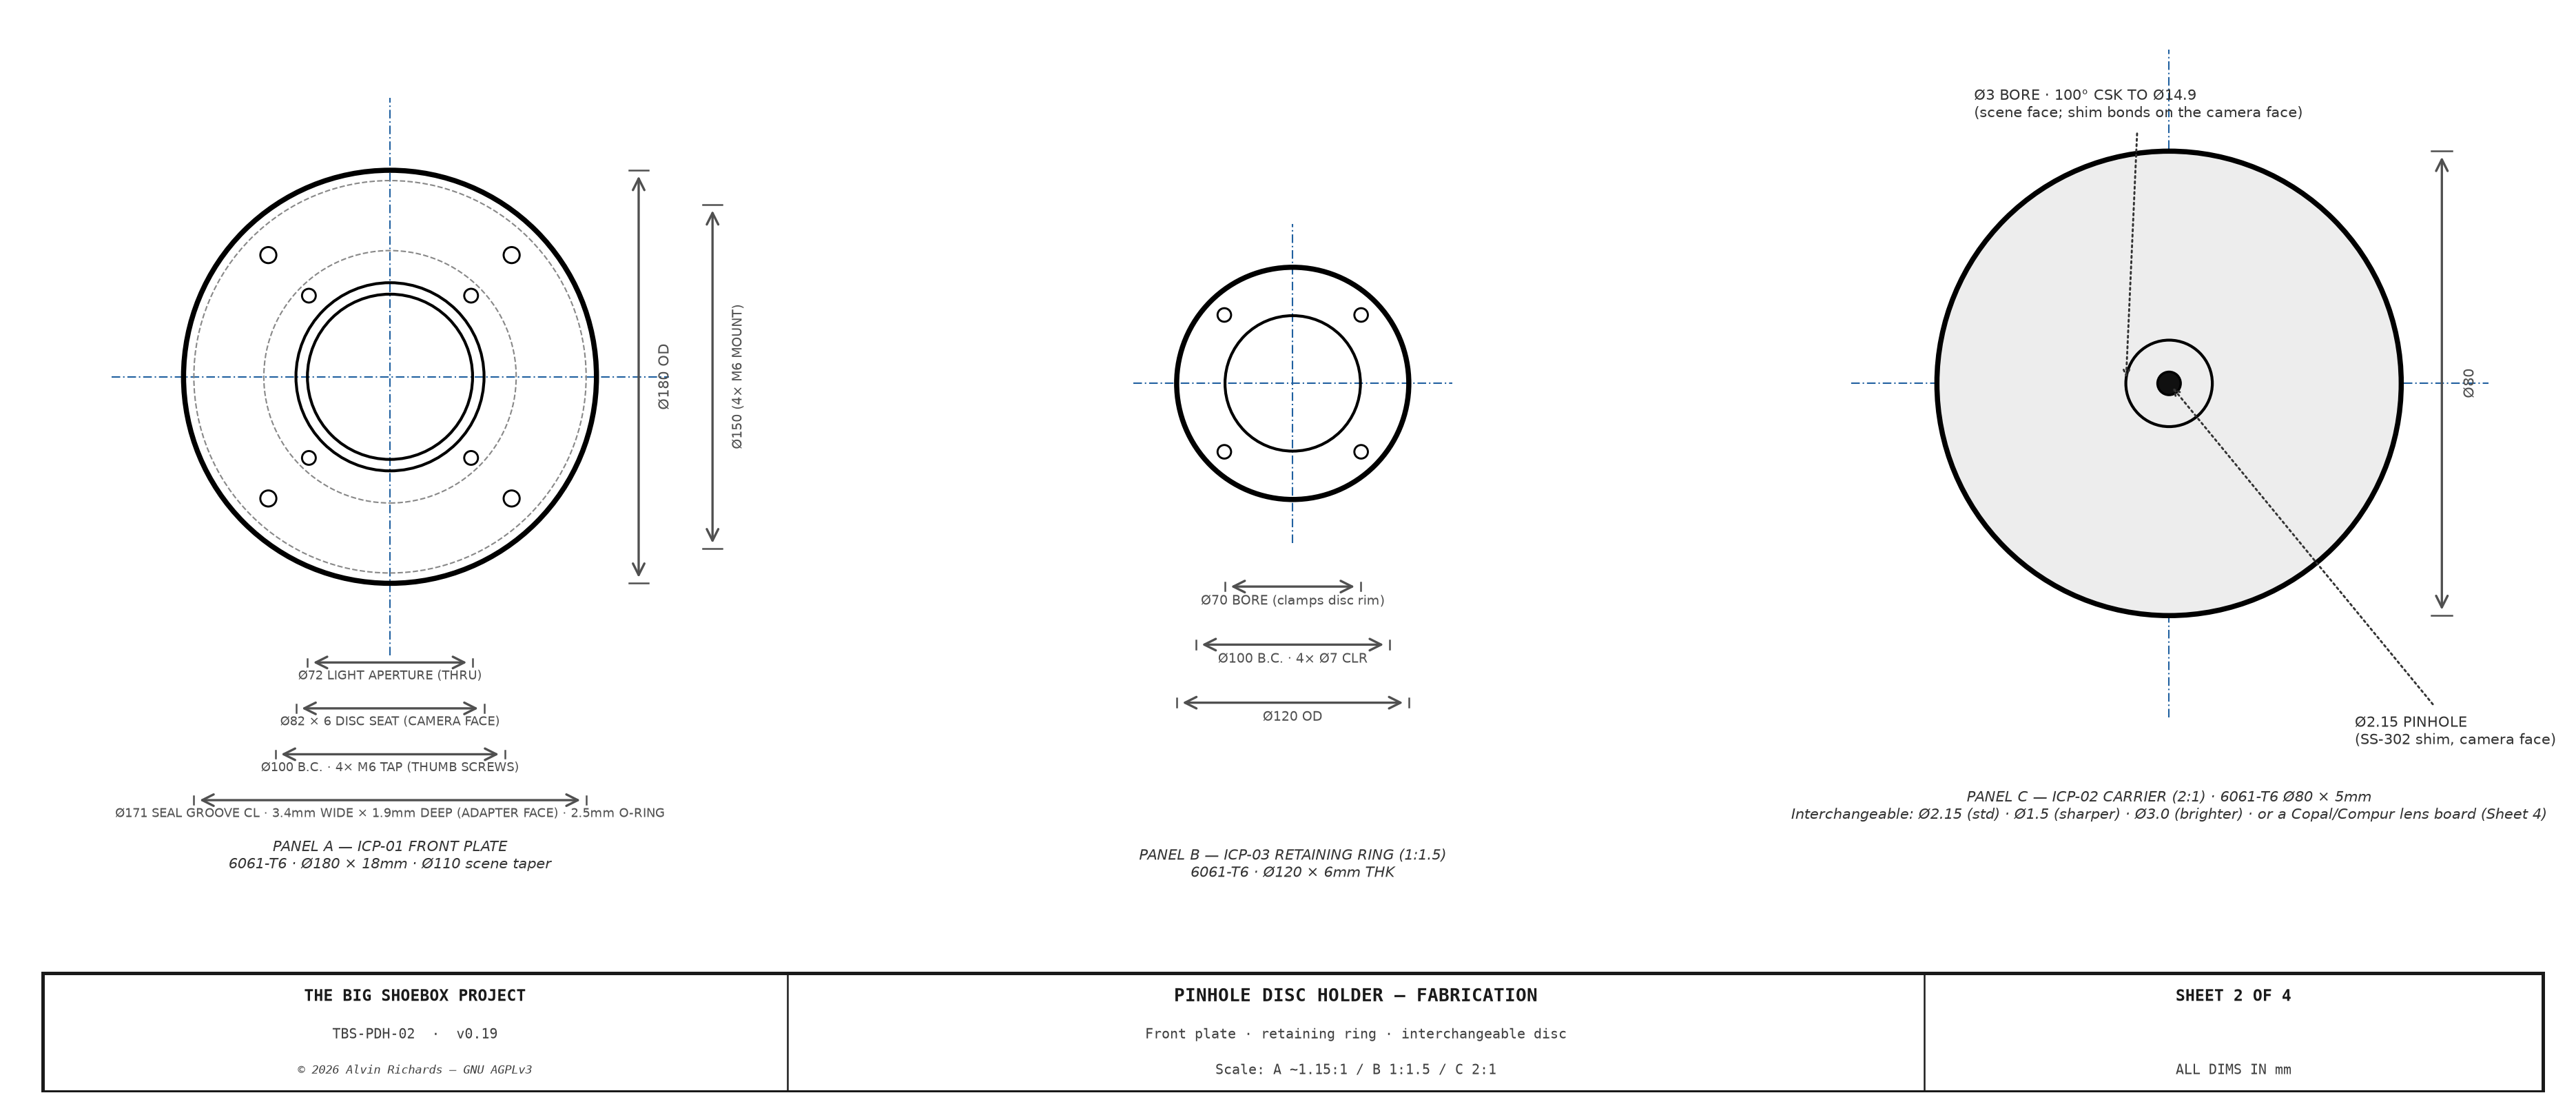 Ø180 OD
Ø150 (4× M6 MOUNT)
Ø72 LIGHT APERTURE (THRU)
Ø82 × 6 DISC SEAT (CAMERA FACE)
Ø100 B.C. · 4× M6 TAP (THUMB SCREWS)
Ø171 SEAL GROOVE CL · 3.4mm WIDE × 1.9mm DEEP (ADAPTER FACE) · 2.5mm O-RING
PANEL A — ICP-01 FRONT PLATE
6061-T6 · Ø180 × 18mm · Ø110 scene taper
Ø70 BORE (clamps disc rim)
Ø100 B.C. · 4× Ø7 CLR
Ø120 OD
PANEL B — ICP-03 RETAINING RING (1:1.5)
6061-T6 · Ø120 × 6mm THK
Ø3 BORE · 100° CSK TO Ø14.9
(scene face; shim bonds on the camera face)
Ø80
Ø2.15 PINHOLE
(SS-302 shim, camera face)
PANEL C — ICP-02 CARRIER (2:1) · 6061-T6 Ø80 × 5mm
Interchangeable: Ø2.15 (std) · Ø1.5 (sharper) · Ø3.0 (brighter) · or a Copal/Compur lens board (Sheet 4)
THE BIG SHOEBOX PROJECT
TBS-PDH-02 · v0.19
© 2026 Alvin Richards — GNU AGPLv3
PINHOLE DISC HOLDER — FABRICATION
Front plate · retaining ring · interchangeable disc
Scale: A ~1.15:1 / B 1:1.5 / C 2:1
SHEET 2 OF 4
ALL DIMS IN mm